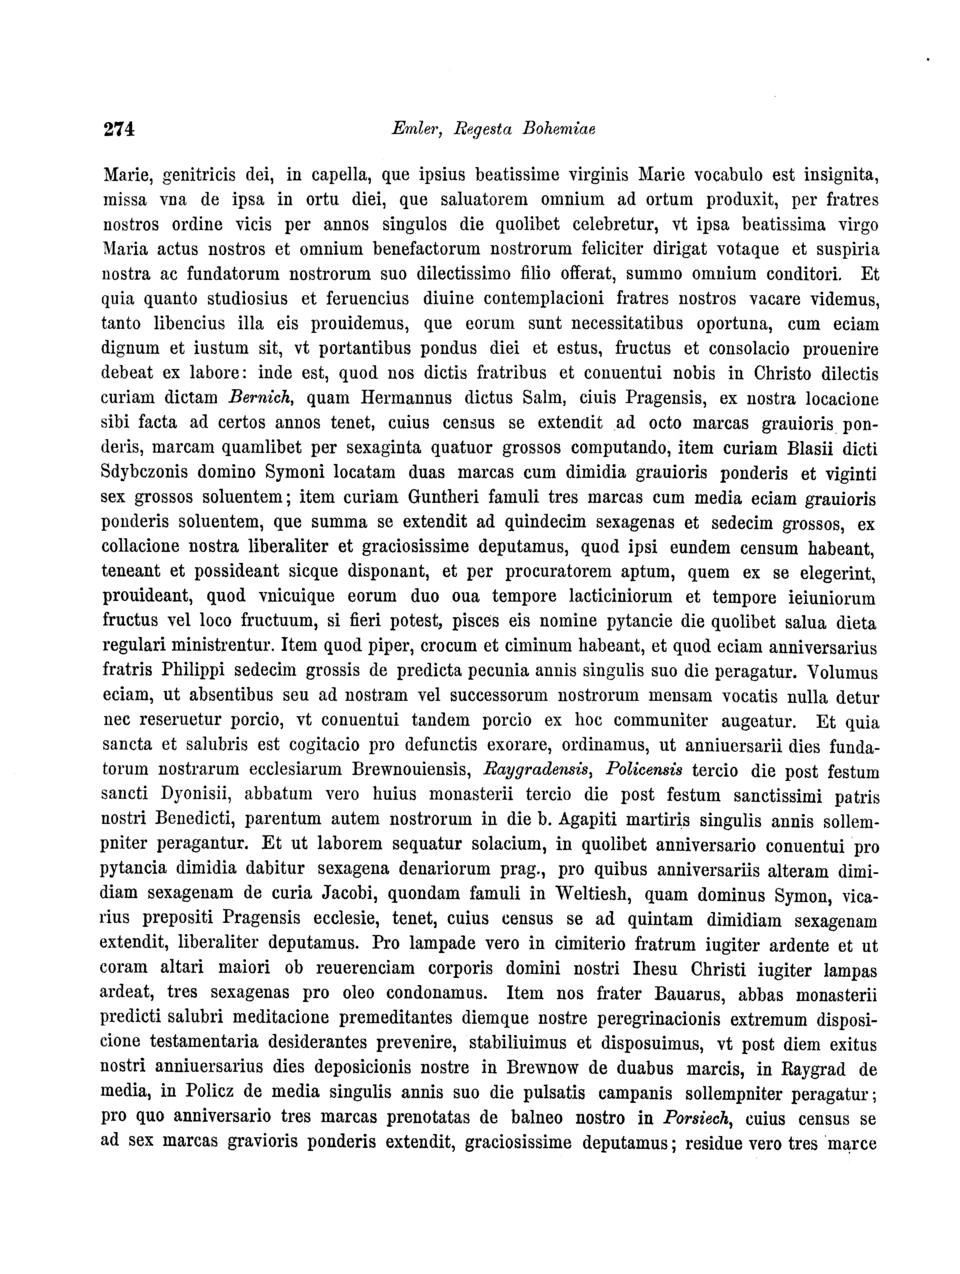 274 Emler, Regesta Bohemiae
Marie, genitricis dei, in capella, que ipsius beatissime virginis Marie vocabulo est insignita,
missa vna de ipsa in ortu diei, que saluatorem omnium ad ortum produxit, per fratres
nostros ordine vicis per annos singulos die quolibet celebretur, vt ipsa beatissima virgo
Maria actus nostros et omnium benefactorum nostrorum feliciter dirigat votaque et suspiria
nostra ac fundatorum nostrorum suo dilectissimo filio offerat, summo omnium conditori. Et
quia quanto studiosius et feruencius diuine contemplacioni fratres nostros vacare videmus,
tanto libencius illa eis prouidemus, que eorum sunt necessitatibus oportuna, cum eciam
dignum et iustum sit, vt portantibus pondus diei et estus, fructus et consolacio prouenire
debeat ex labore: inde est, quod nos dictis fratribus et conuentui nobis in Christo dilectis
curiam dictam Bernich, quam Hermannus dictus Salm, ciuis Pragensis, ex nostra locacione
sibi facta ad certos annos tenet, cuius census se extendit ad octo marcas grauioris pon-
deris, marcam quamlibet per sexaginta quatuor grossos computando, item curiam Blasii dicti
Sdybczonis domino Symoni locatam duas marcas cum dimidia grauioris ponderis et viginti
sex grossos soluentem; item curiam Guntheri famuli tres marcas cum media eciam grauioris
ponderis soluentem, que summa se extendit ad quindecim sexagenas et sedecim grossos, ex
collacione nostra liberaliter et graciosissime deputamus, quod ipsi eundem censum habeant,
teneant et possideant sicque disponant, et per procuratorem aptum, quem ex se elegerint,
prouideant, quod vnicuique eorum duo oua tempore lacticiniorum et tempore ieiuniorum
fructus vel loco fructuum, si fieri potest, pisces eis nomine pytancie die quolibet salua dieta
regulari ministrentur. Item quod piper, crocum et ciminum habeant, et quod eciam anniversarius
fratris Philippi sedecim grossis de predicta pecunia annis singulis suo die peragatur. Volumus
eciam, ut absentibus seu ad nostram vel successorum nostrorum mensam vocatis nulla detur
nec reseruetur porcio, vt conuentui tandem porcio ex hoc communiter augeatur. Et quia
sancta et salubris est cogitacio pro defunctis exorare, ordinamus, ut anniuersarii dies funda-
torum nostrarum ecclesiarum Brewnouiensis, Raygradensis, Policensis tercio die post festum
sancti Dyonisii, abbatum vero huius monasterii tercio die post festum sanctissimi patris
nostri Benedicti, parentum autem nostrorum in die b. Agapiti martiris singulis annis sollem-
pniter peragantur. Et ut laborem sequatur solacium, in quolibet anniversario conuentui pro
pytancia dimidia dabitur sexagena denariorum prag., pro quibus anniversariis alteram dimi-
diam sexagenam de curia Jacobi, quondam famuli in Weltiesh, quam dominus Symon, vica-
rius prepositi Pragensis ecclesie, tenet, cuius census se ad quintam dimidiam sexagenam
extendit, liberaliter deputamus. Pro lampade vero in cimiterio fratrum iugiter ardente et ut
coram altari maiori ob reuerenciam corporis domini nostri Ihesu Christi iugiter lampas
ardeat, tres sexagenas pro oleo condonamus. Item nos frater Bauarus, abbas monasterii
predicti salubri meditacione premeditantes diemque nostre peregrinacionis extremum disposi-
cione testamentaria desiderantes prevenire, stabiliuimus et disposuimus, vt post diem exitus
nostri anniuersarius dies deposicionis nostre in Brewnow de duabus marcis, in Raygrad de
media, in Policz de media singulis annis suo die pulsatis campanis sollempniter peragatur;
pro quo anniversario tres marcas prenotatas de balneo nostro in Porsiech, cuius census se
ad sex marcas gravioris ponderis extendit, graciosissime deputamus; residue vero tres marce